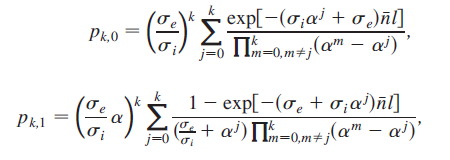 p_{k,0} = \left(\frac{\sigma_e}{\sigma_i}\right)^k \sum_{j=0}^{k} \frac{\exp[-(\sigma_i \alpha^j + \sigma_e)\bar{n}l]}{\prod_{m=0,m\neq j}^{k}(\alpha^m - \alpha^j)},
p_{k,1} = \left(\frac{\sigma_e}{\sigma_i}\alpha\right)^k \sum_{j=0}^{k} \frac{1 - \exp[-(\sigma_e + \sigma_i \alpha^j)\bar{n}l]}{(\frac{\sigma_e}{\sigma_i} + \alpha^j)\prod_{m=0,m\neq j}^{k}(\alpha^m - \alpha^j)},